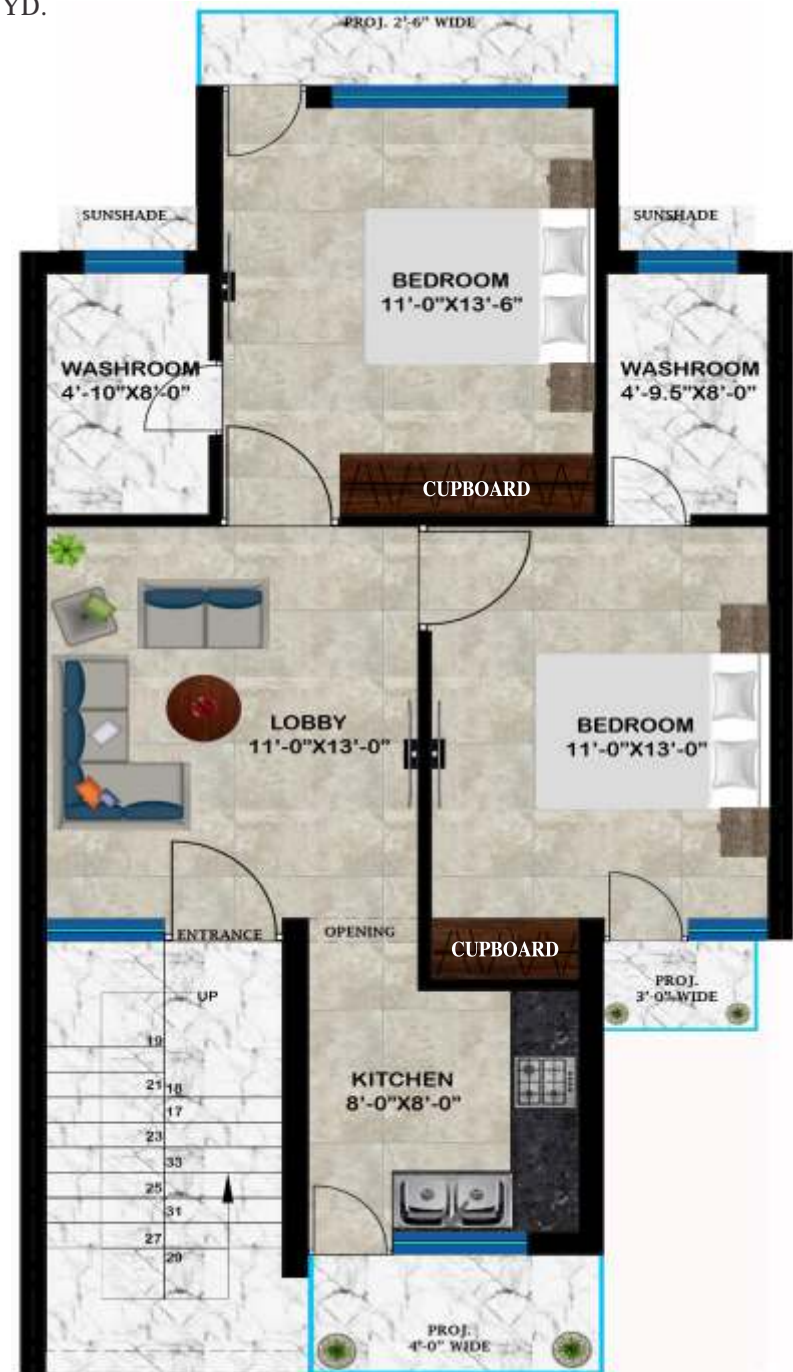 YD.
PROJ. 2'-6" WIDE
SUNSHADE
SUNSHADE
BEDROOM
11'-0"X13'-6"
WASHROOM
4'-10"X8'-0"
WASHROOM
4'-9.5"X8'-0"
CUPBOARD
LOBBY
11'-0"X13'-0"
BEDROOM
11'-0"X13'-0"
ENTRANCE
OPENING
CUPBOARD
UP
PROJ.
3'-0" WIDE
19
21 18
17
23
33
25
31
27
29
KITCHEN
8'-0"X8'-0"
PROJ.
4'-0" WIDE